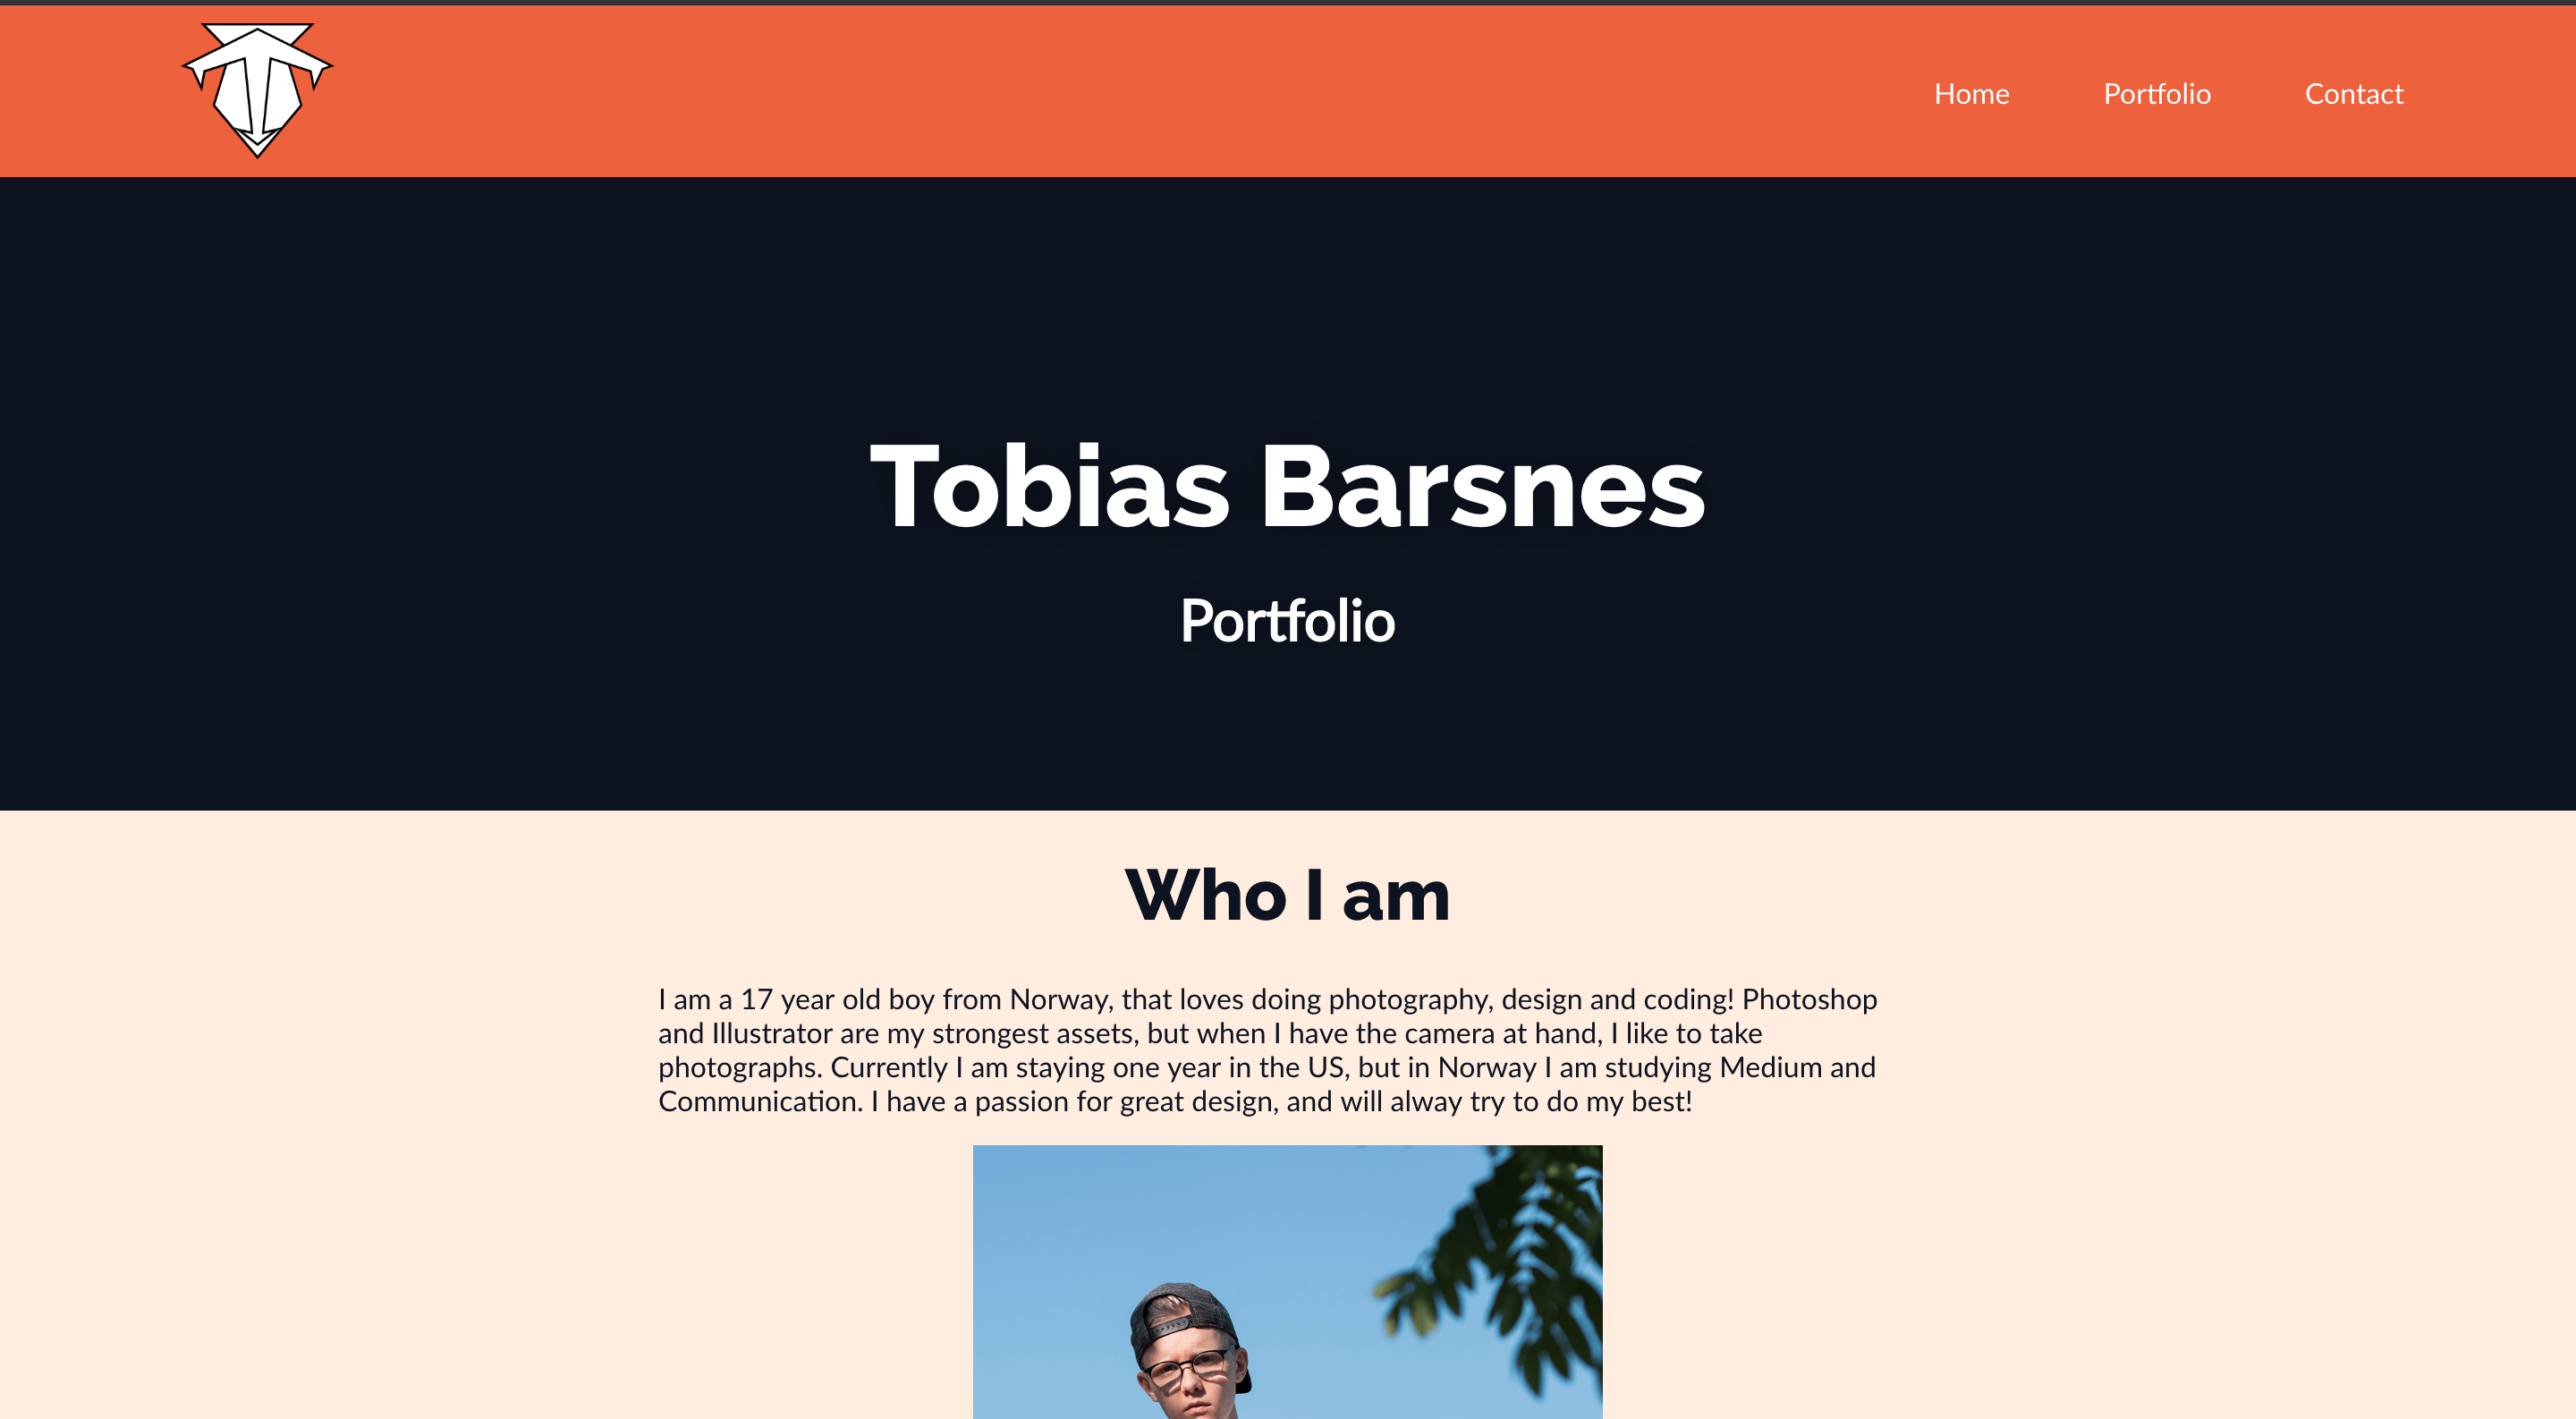 Home Portfolio Contact
Tobias Barsnes
Portfolio
Who I am
I am a 17 year old boy from Norway, that loves doing photography, design and coding! Photoshop
and Illustrator are my strongest assets, but when I have the camera at hand, I like to take
photographs. Currently I am staying one year in the US, but in Norway I am studying Medium and
Communication. I have a passion for great design, and will alway try to do my best!